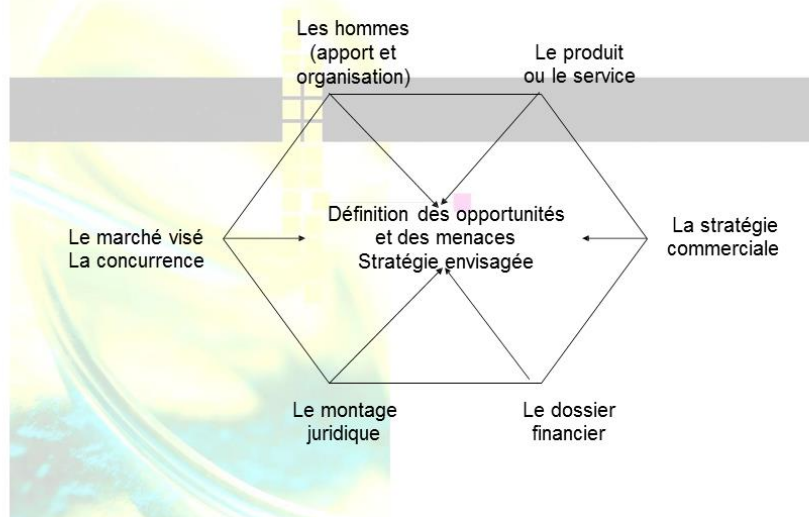 Les hommes
(apport et
organisation)
Le produit
ou le service
Le marché visé
La concurrence
Définition des opportunités
et des menaces
Stratégie envisagée
La stratégie
commerciale
Le montage
juridique
Le dossier
financier